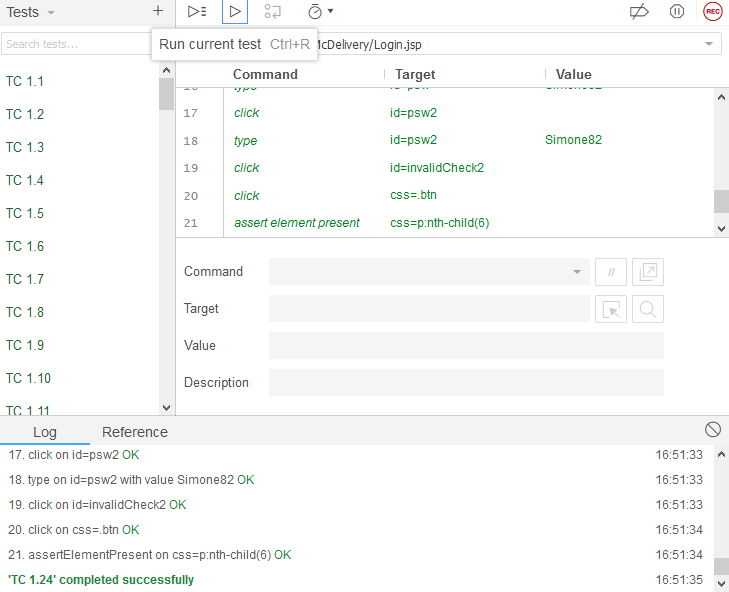 Tests
REC
Search tests...
Run current test Ctrl+R
McDelivery/Login.jsp
Command Target Value
TC 1.1
TC 1.2
TC 1.3
TC 1.4
TC 1.5
TC 1.6
TC 1.7
TC 1.8
TC 1.9
TC 1.10
TC 1.11
16 type id=psw Simone82
17 click id=psw2
18 type id=psw2 Simone82
19 click id=invalidCheck2
20 click css=.btn
21 assert element present css=p:nth-child(6)
Command //
Target
Value
Description
Log Reference
17. click on id=psw2 OK 16:51:33
18. type on id=psw2 with value Simone82 OK 16:51:33
19. click on id=invalidCheck2 OK 16:51:33
20. click on css=.btn OK 16:51:34
21. assertElementPresent on css=p:nth-child(6) OK 16:51:34
'TC 1.24' completed successfully 16:51:35